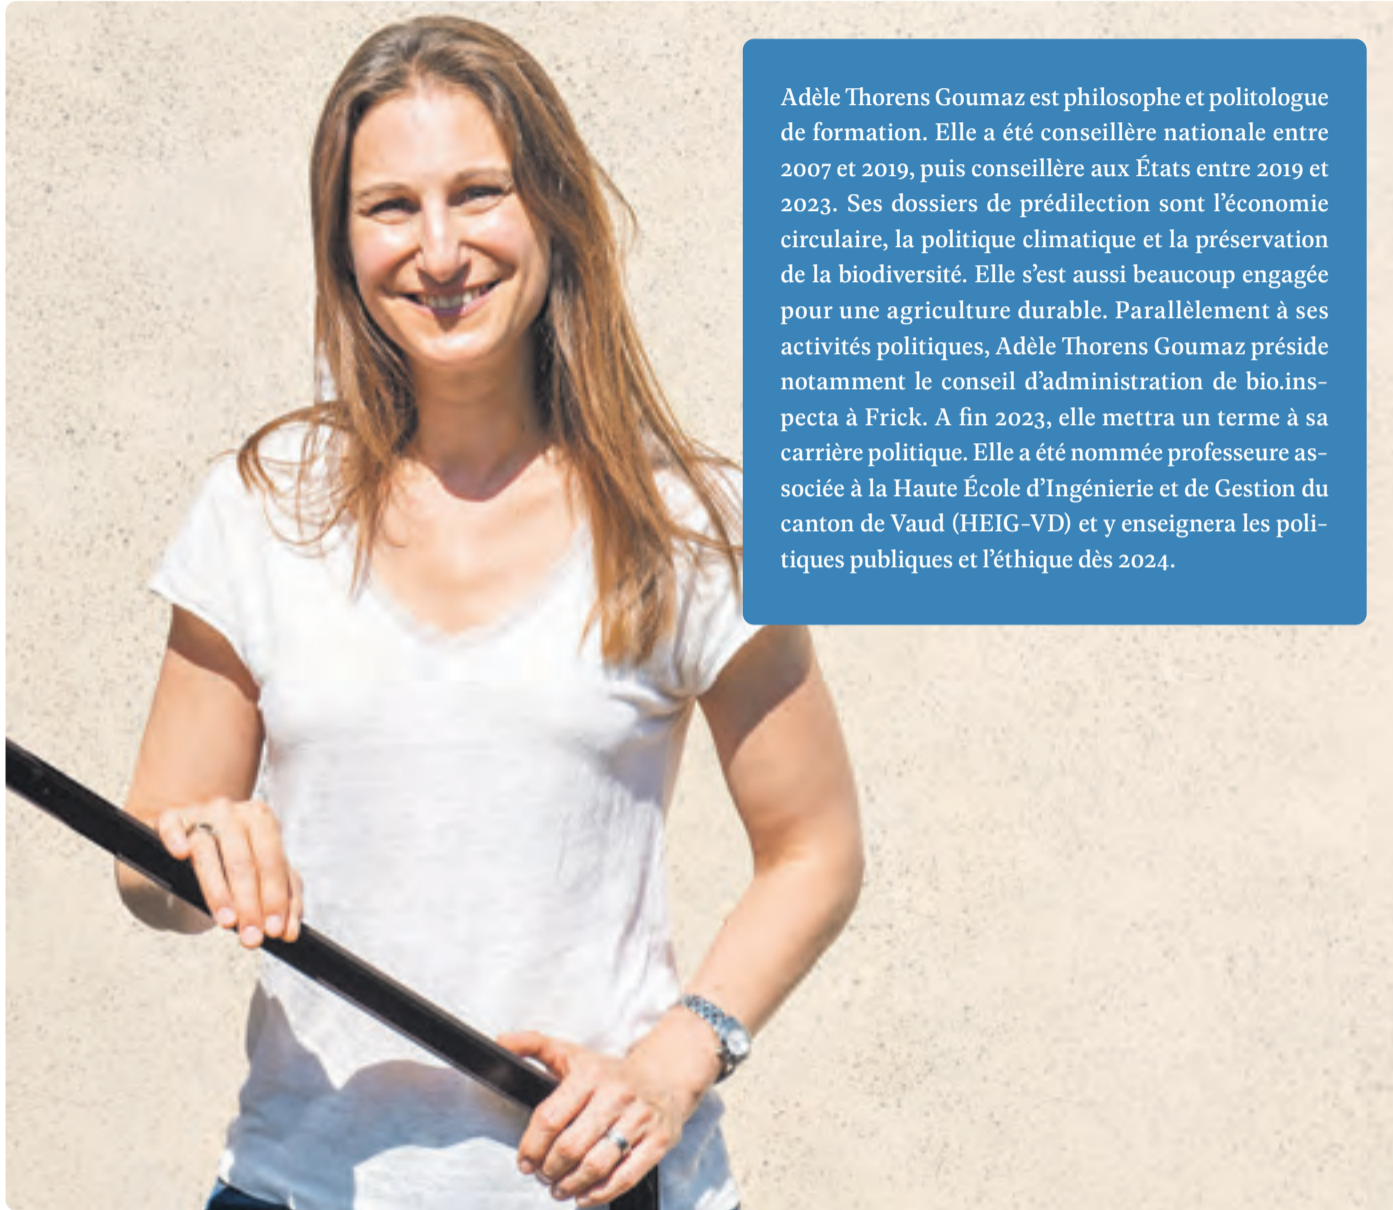 Adèle Thorens Goumaz est philosophe et politologue
de formation. Elle a été conseillère nationale entre
2007 et 2019, puis conseillère aux États entre 2019 et
2023. Ses dossiers de prédilection sont l’économie
circulaire, la politique climatique et la préservation
de la biodiversité. Elle s’est aussi beaucoup engagée
pour une agriculture durable. Parallèlement à ses
activités politiques, Adèle Thorens Goumaz préside
notamment le conseil d’administration de bio.ins-
pecta à Frick. A fin 2023, elle mettra un terme à sa
carrière politique. Elle a été nommée professeure as-
sociée à la Haute École d’Ingénierie et de Gestion du
canton de Vaud (HEIG-VD) et y enseignera les poli-
tiques publiques et l’éthique dès 2024.